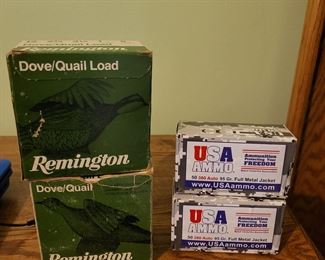 Dove/Quail Load
Remington
Dove/Quail
Remington
USA
AMMO.
Ammunition
Protecting Your
FREEDOM
50 380 Auto 95 Gr. Full Metal Jacket
www.USAammo.com
USA
AMMO.
Ammunition
Protecting Your
FREEDOM
50 380 Auto 95 Gr. Full Metal Jacket
www.USAammo.com